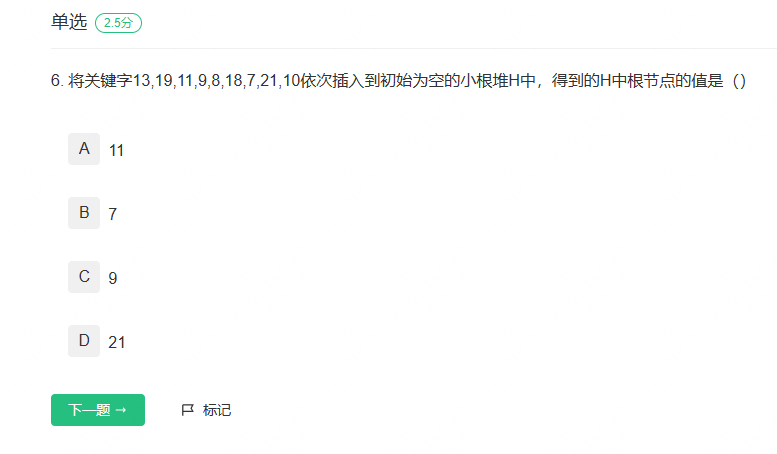 单选 2.5分
6. 将关键字13,19,11,9,8,18,7,21,10依次插入到初始为空的小根堆H中，得到的H中根节点的值是（）
A 11
B 7
C 9
D 21
下一题 → 标记